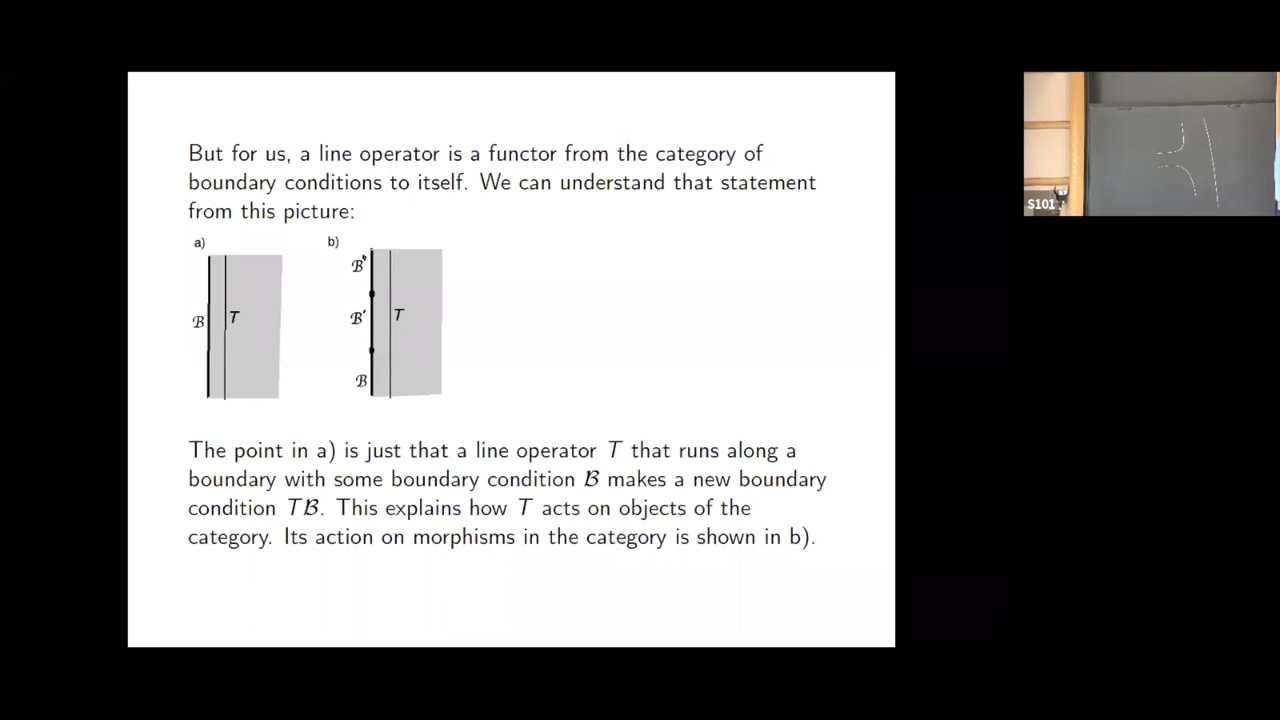 But for us, a line operator is a functor from the category of
boundary conditions to itself. We can understand that statement
from this picture:
a) b)
ℬ T
ℬ″
ℬ′ T
ℬ
The point in a) is just that a line operator T that runs along a
boundary with some boundary condition ℬ makes a new boundary
condition Tℬ. This explains how T acts on objects of the
category. Its action on morphisms in the category is shown in b).
S101